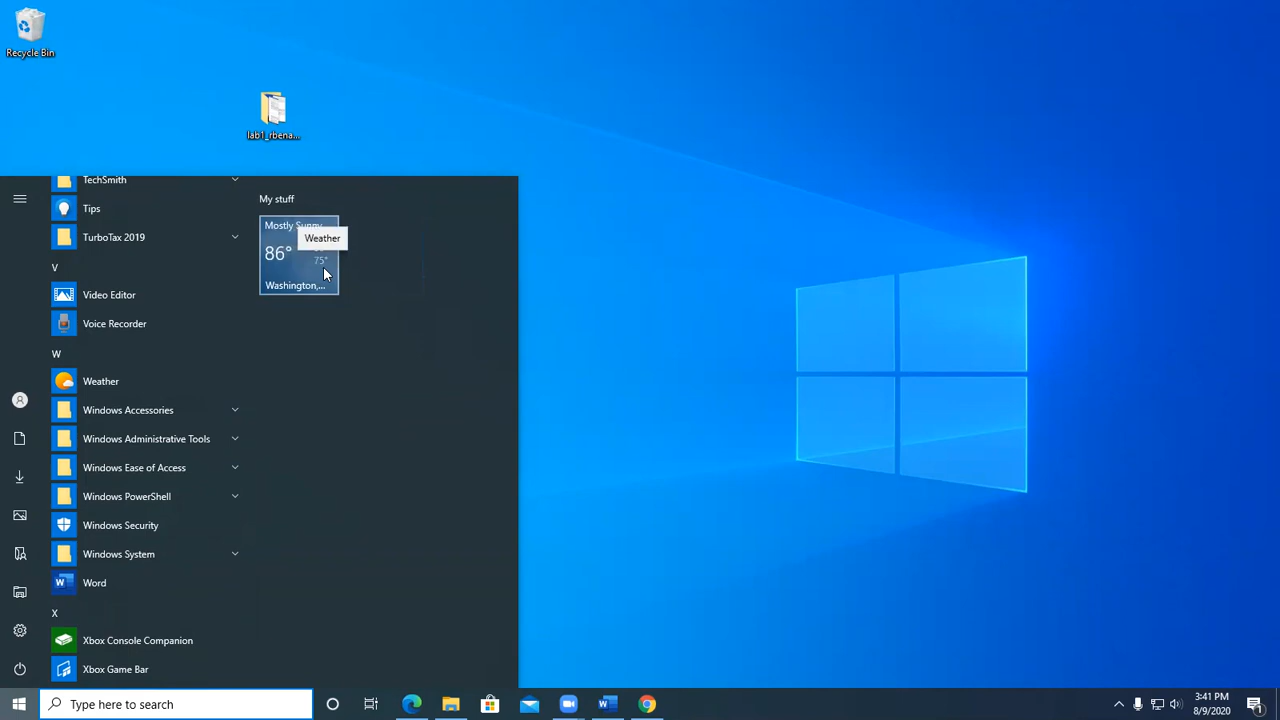 Recycle Bin
lab1_rbena...
TechSmith
Tips
TurboTax 2019
V
Video Editor
Voice Recorder
W
Weather
Windows Accessories
Windows Administrative Tools
Windows Ease of Access
Windows PowerShell
Windows Security
Windows System
Word
X
Xbox Console Companion
Xbox Game Bar
My stuff
Mostly Sunny
Weather
86°
75°
Washington,...
Type here to search
3:41 PM
8/9/2020
1